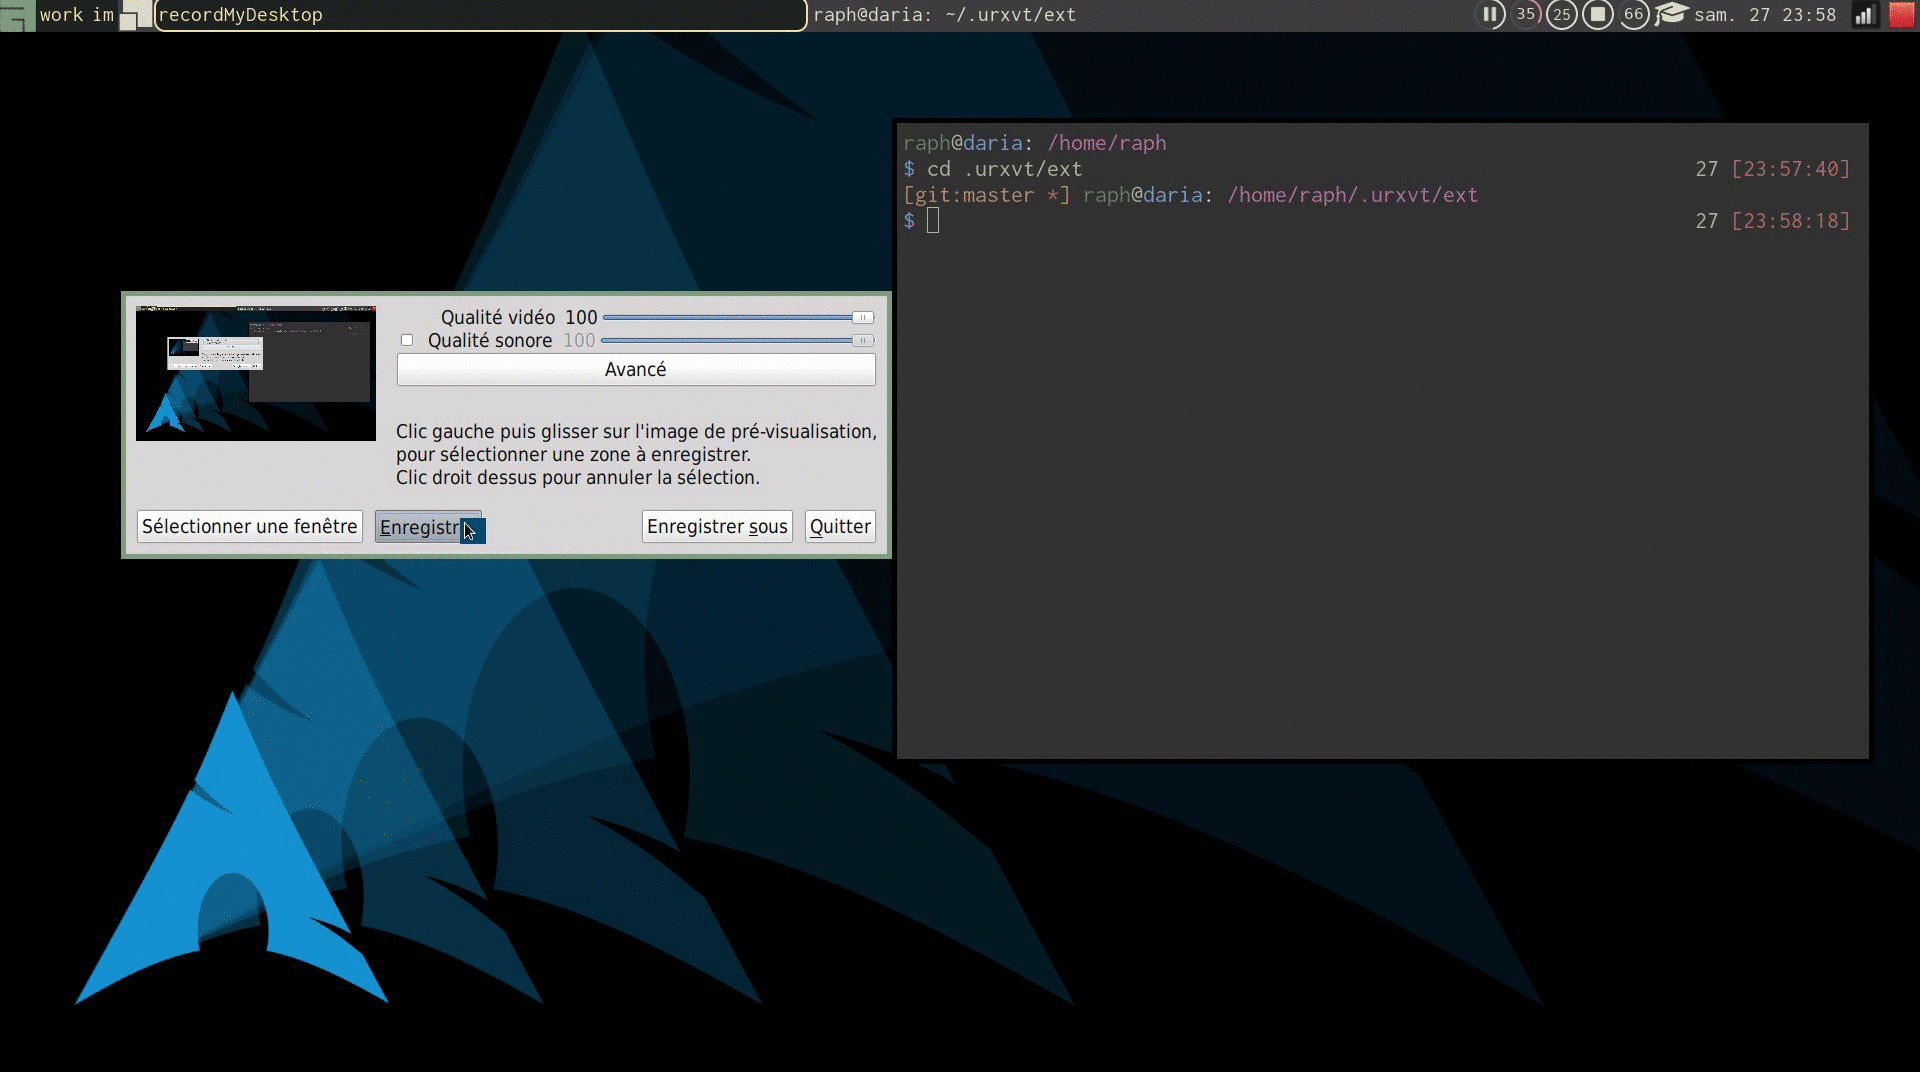 work im recordMyDesktop raph@daria: ~/.urxvt/ext 35 25 66 sam. 27 23:58
raph@daria: /home/raph
$ cd .urxvt/ext 27 [23:57:40]
[git:master *] raph@daria: /home/raph/.urxvt/ext
$ 27 [23:58:18]
Qualité vidéo 100
Qualité sonore 100
Avancé
Clic gauche puis glisser sur l'image de pré-visualisation,
pour sélectionner une zone à enregistrer.
Clic droit dessus pour annuler la sélection.
Sélectionner une fenêtre Enregistr Enregistrer sous Quitter